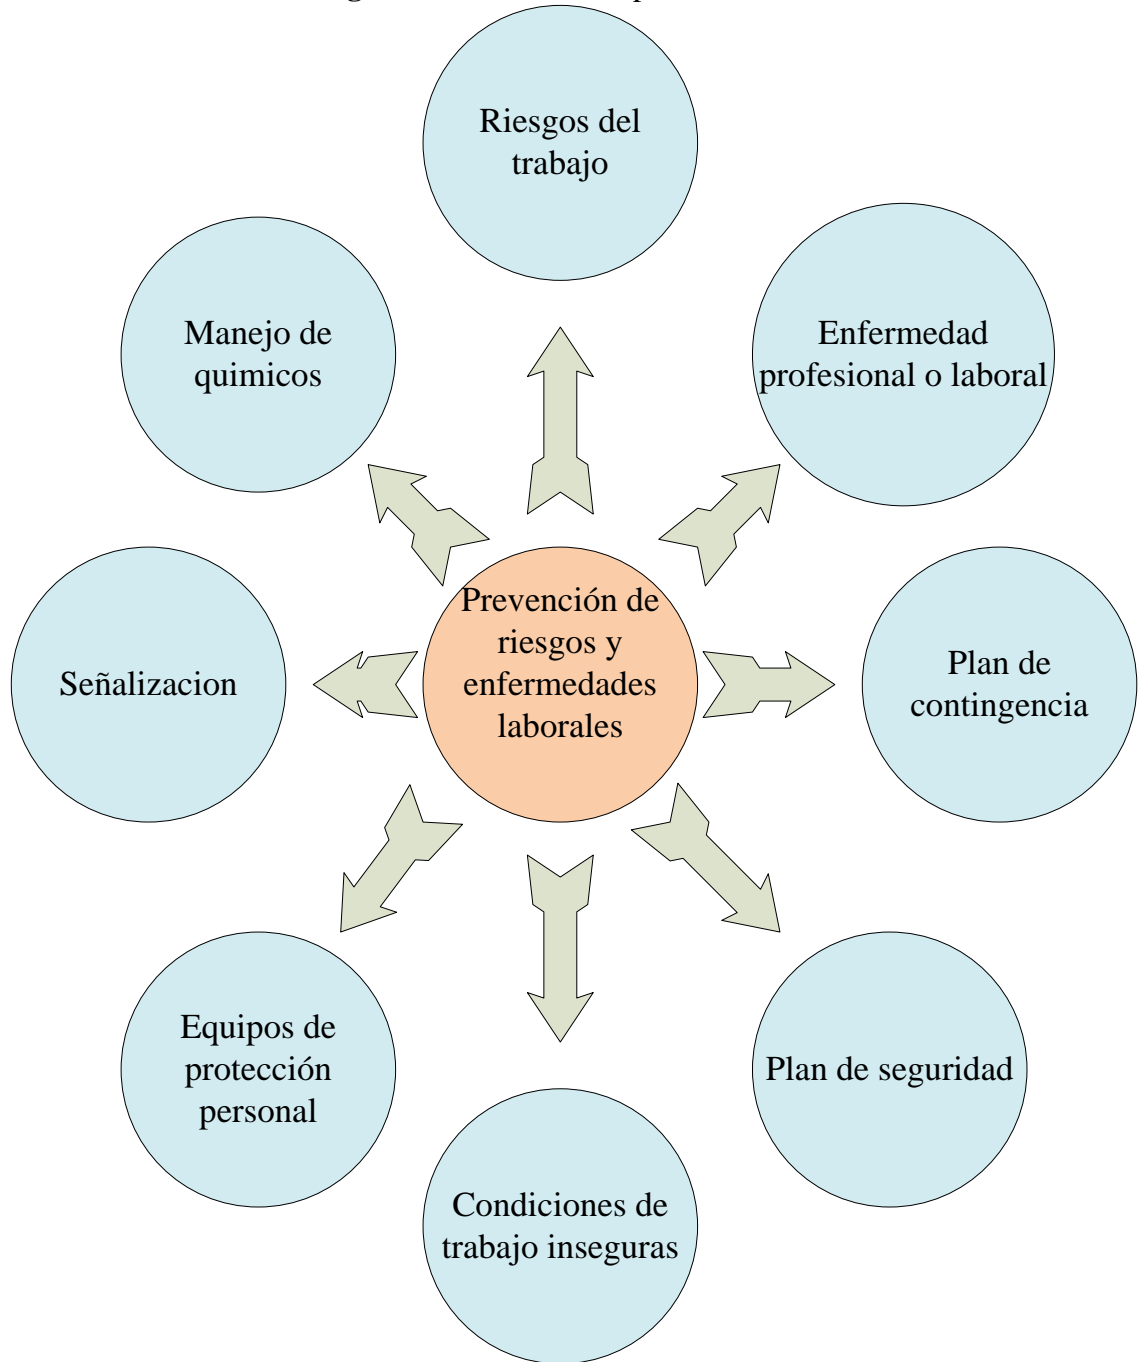 Riesgos del
trabajo
Enfermedad
profesional o laboral
Plan de
contingencia
Plan de seguridad
Condiciones de
trabajo inseguras
Equipos de
protección
personal
Señalizacion
Manejo de
quimicos
Prevención de
riesgos y
enfermedades
laborales